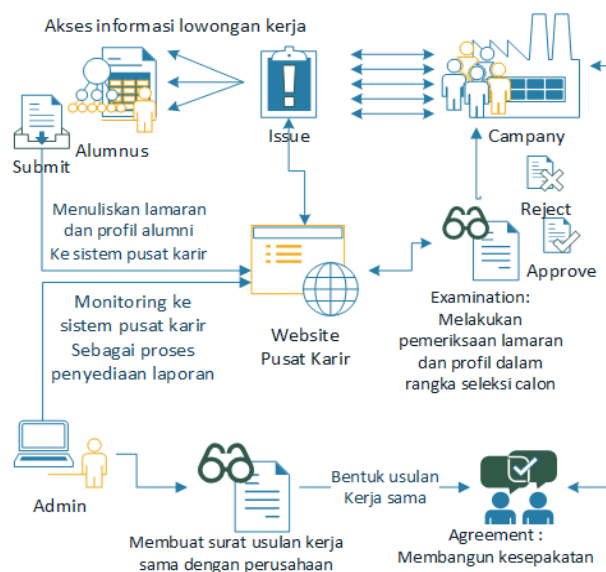 Akses informasi lowongan kerja
Alumnus
Issue
Campany
Submit
Reject
Approve
Menuliskan lamaran
dan profil alumni
Ke sistem pusat karir
Monitoring ke
sistem pusat karir
Sebagai proses
penyediaan laporan
Website
Pusat Karir
Examination:
Melakukan
pemeriksaan lamaran
dan profil dalam
rangka seleksi calon
Admin
Membuat surat usulan kerja
sama dengan perusahaan
Bentuk usulan
Kerja sama
Agreement :
Membangun kesepakatan